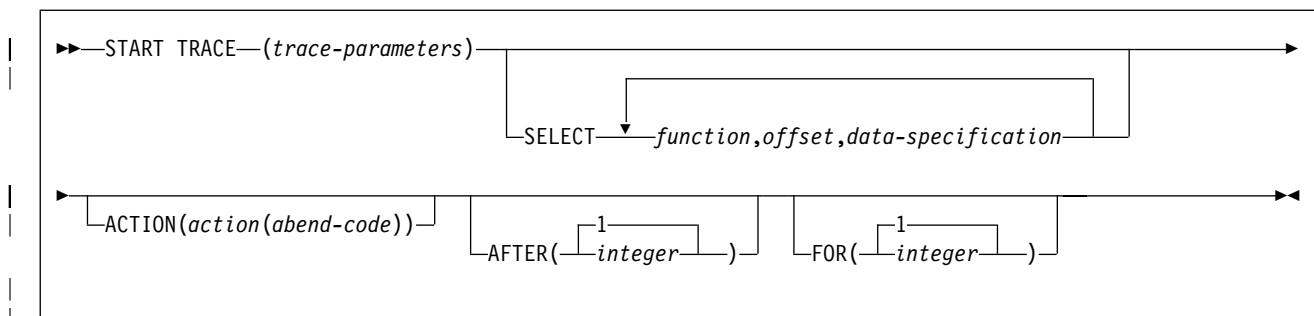 START TRACE (trace-parameters)
SELECT function,offset,data-specification
ACTION(action(abend-code))
AFTER( 1 integer )
FOR( 1 integer )